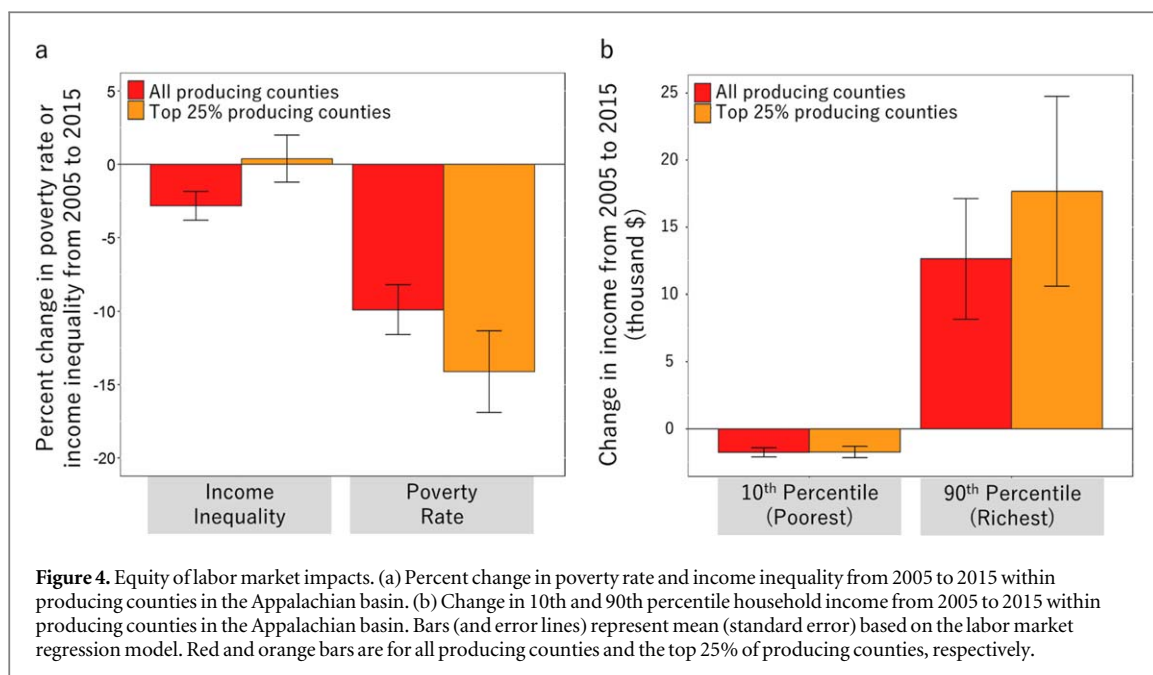 a
Percent change in poverty rate or
income inequality from 2005 to 2015
5
0
-5
-10
-15
-20
All producing counties
Top 25% producing counties
Income
Inequality
Poverty
Rate
b
Change in income from 2005 to 2015
(thousand $)
25
20
15
10
5
0
All producing counties
Top 25% producing counties
10th Percentile
(Poorest)
90th Percentile
(Richest)
Figure 4. Equity of labor market impacts. (a) Percent change in poverty rate and income inequality from 2005 to 2015 within
producing counties in the Appalachian basin. (b) Change in 10th and 90th percentile household income from 2005 to 2015 within
producing counties in the Appalachian basin. Bars (and error lines) represent mean (standard error) based on the labor market
regression model. Red and orange bars are for all producing counties and the top 25% of producing counties, respectively.